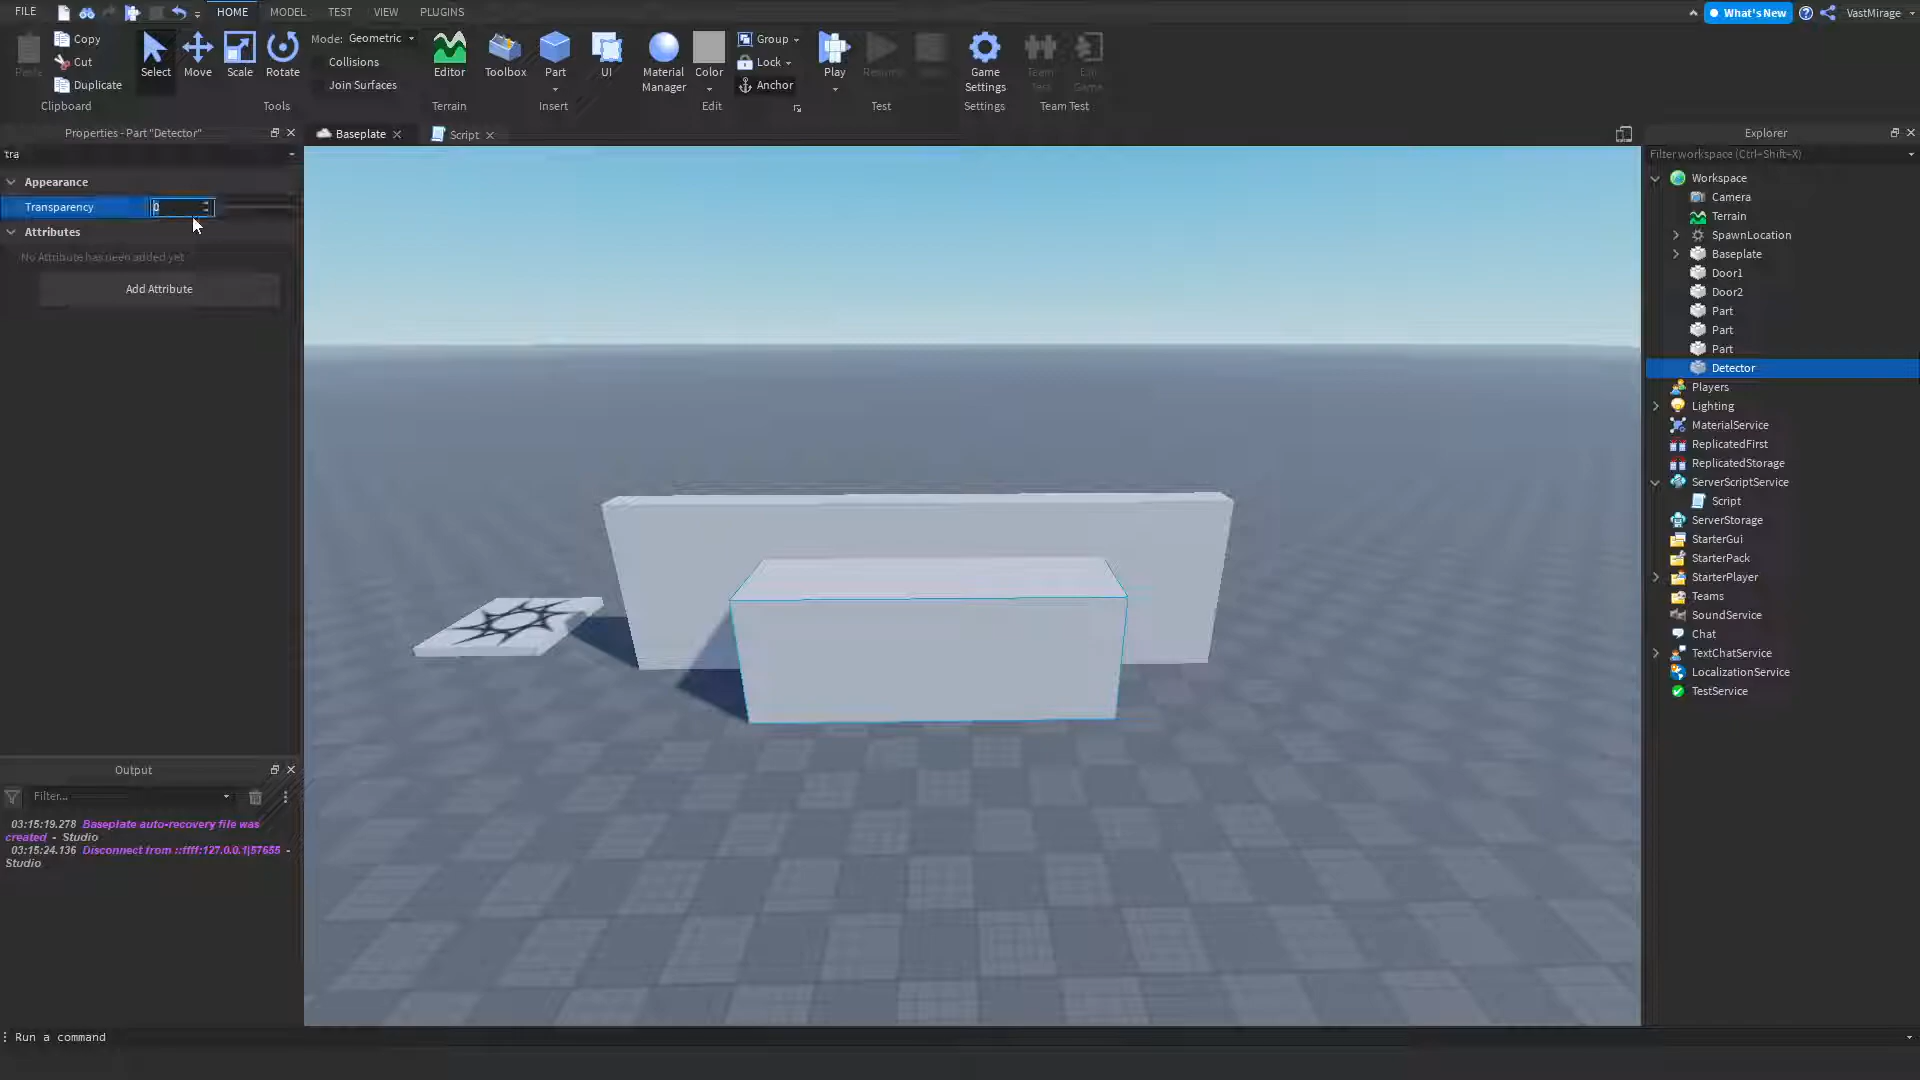 FILE
HOME
MODEL
TEST
VIEW
PLUGINS
What's New
VastMirage
Copy
Cut
Duplicate
Clipboard
Select
Move
Scale
Rotate
Mode: Geometric
Collisions
Join Surfaces
Tools
Editor
Terrain
Toolbox
Part
UI
Insert
Material
Manager
Color
Group
Lock
Anchor
Edit
Play
Test
Game
Settings
Settings
Team
Team Test
Game
Properties - Part "Detector"
tra
Appearance
Transparency
0
Attributes
No Attribute has been added yet
Add Attribute
Baseplate
Script
Explorer
Filter workspace (Ctrl+Shift+X)
Workspace
Camera
Terrain
SpawnLocation
Baseplate
Door1
Door2
Part
Part
Part
Detector
Players
Lighting
MaterialService
ReplicatedFirst
ReplicatedStorage
ServerScriptService
Script
ServerStorage
StarterGui
StarterPack
StarterPlayer
Teams
SoundService
Chat
TextChatService
LocalizationService
TestService
Output
Filter...
03:15:19.278 Baseplate auto-recovery file was
created - Studio
03:15:24.136 Disconnect from ::ffff:127.0.0.1|57655 -
Studio
Run a command